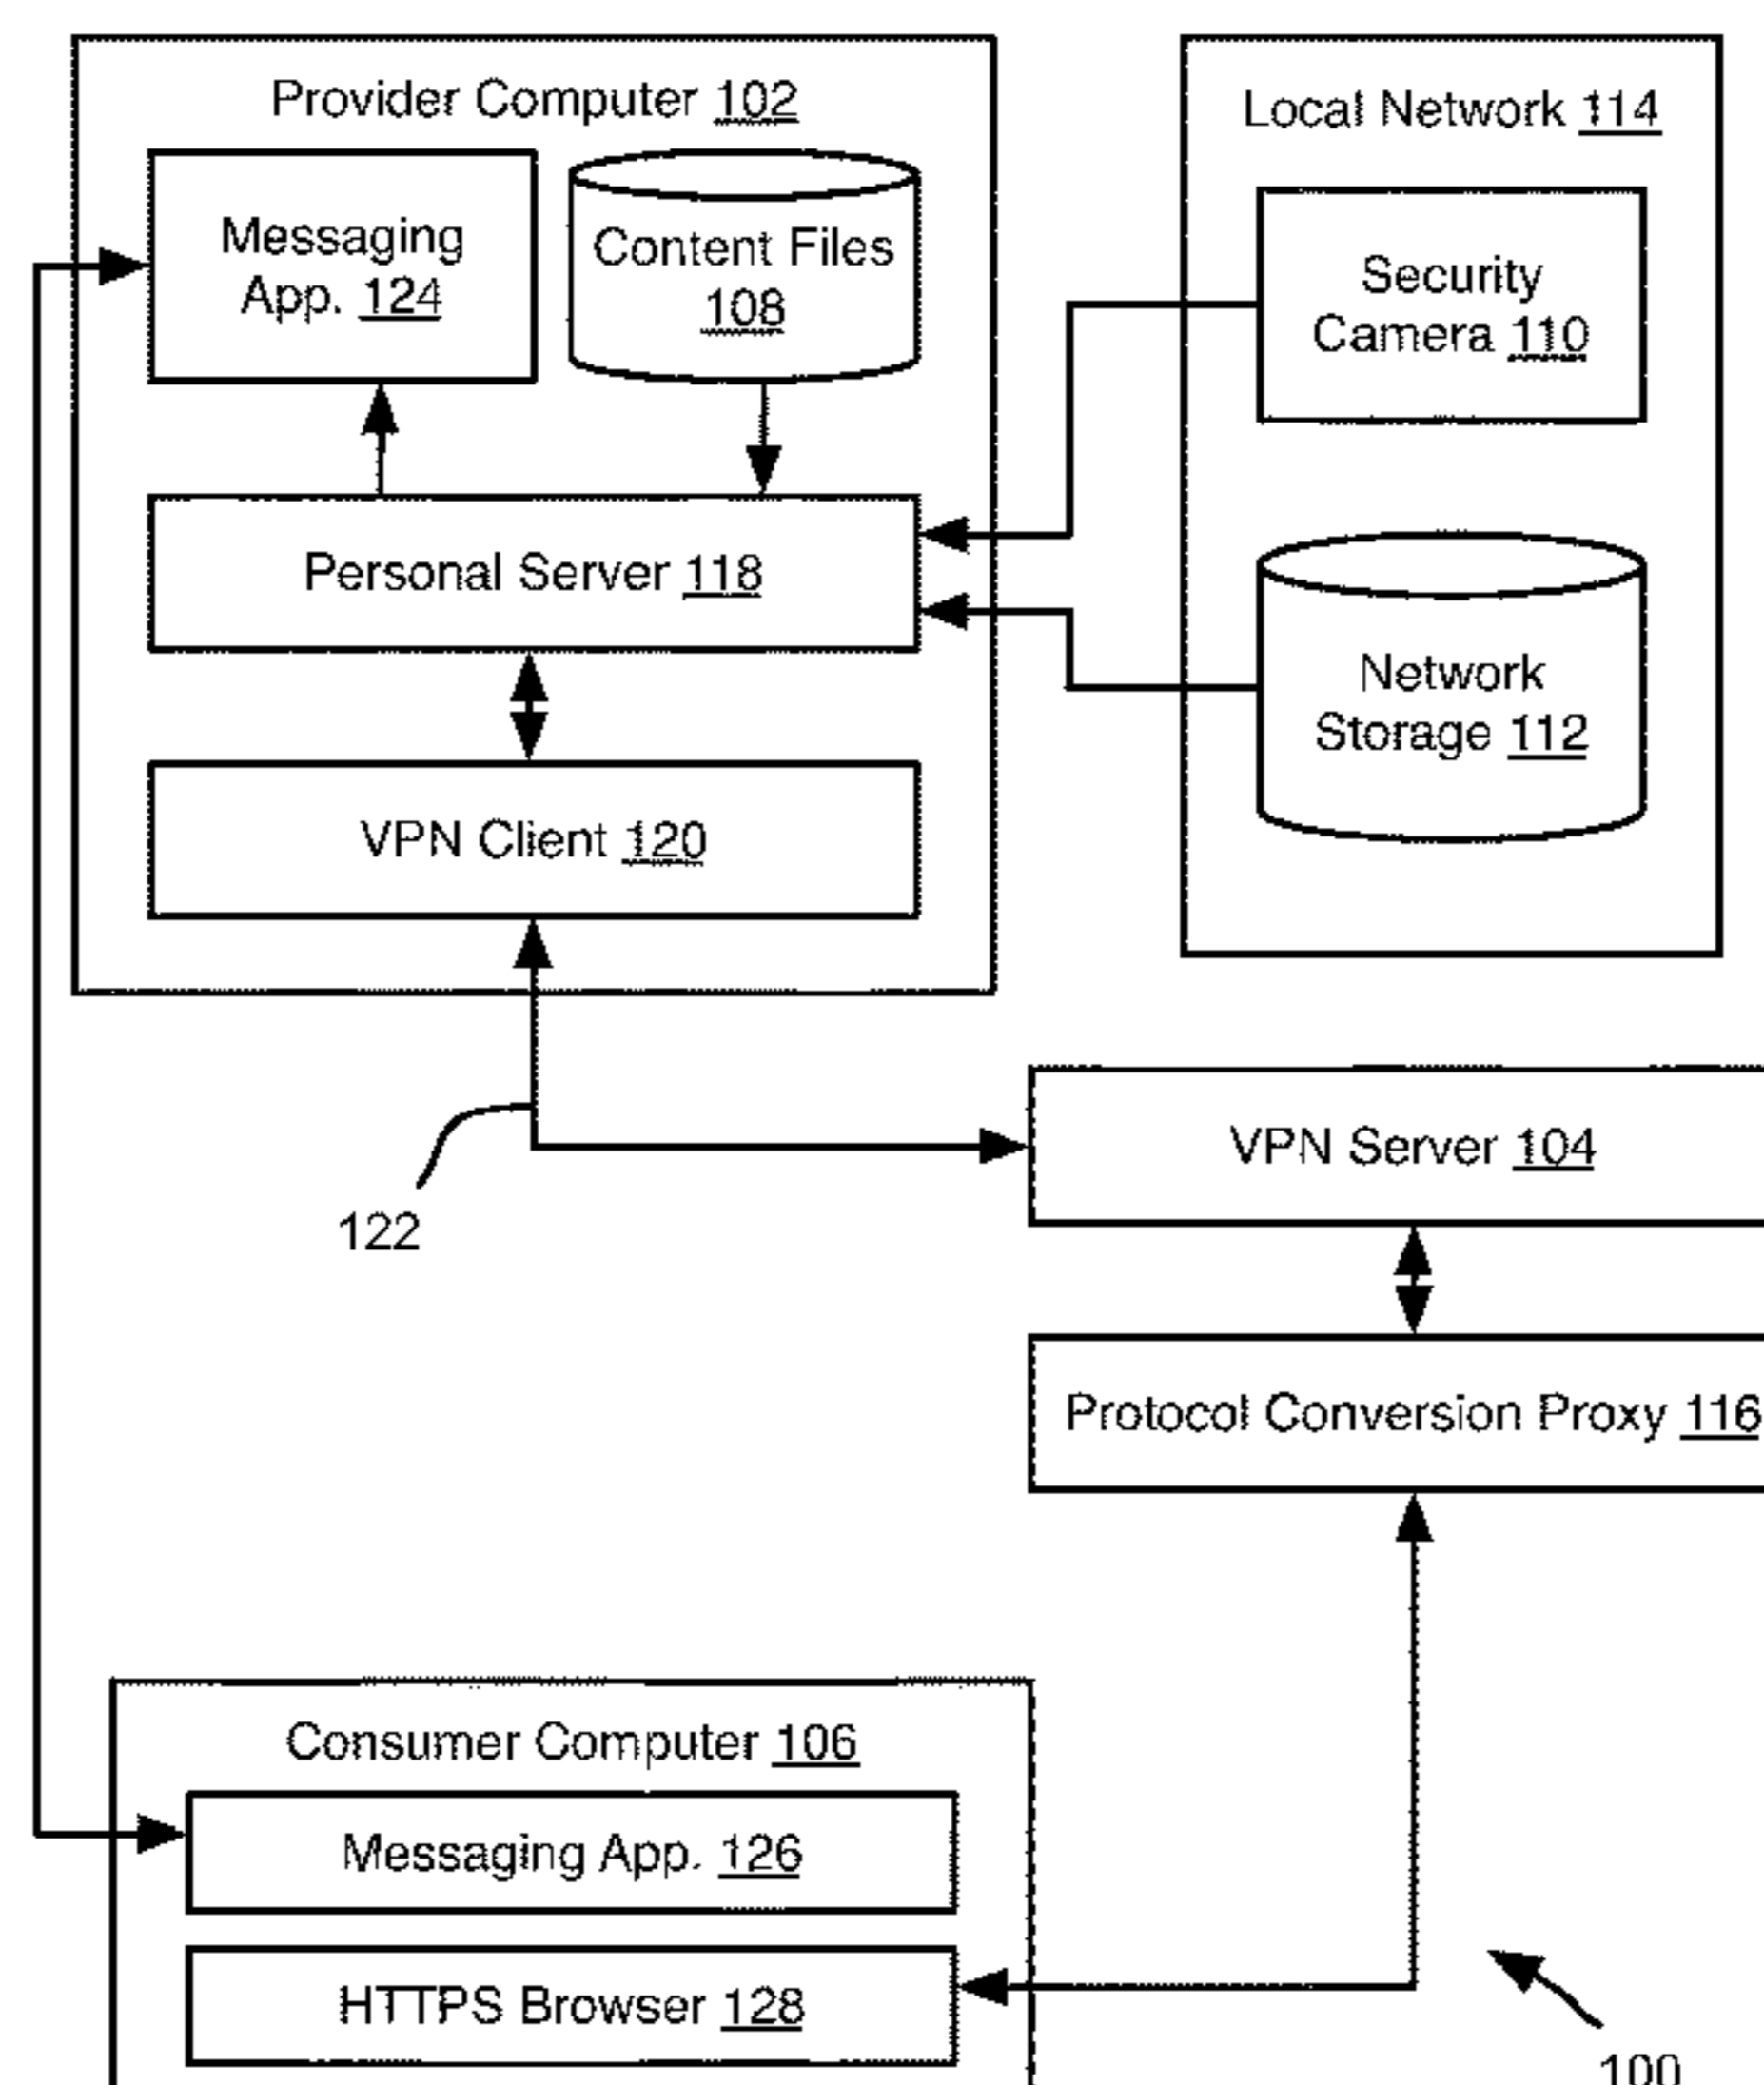 Provider Computer 102
Local Network 114
Messaging
App. 124
Content Files
108
Security
Camera 110
Personal Server 118
Network
Storage 112
VPN Client 120
VPN Server 104
122
Protocol Conversion Proxy 116
Consumer Computer 106
Messaging App. 126
HTTPS Browser 128
100